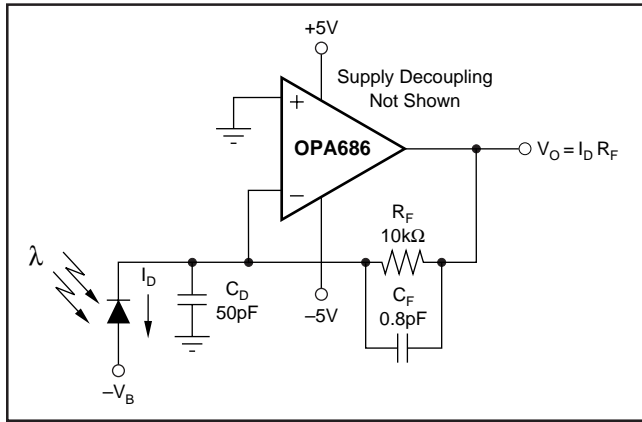 +5V
Supply Decoupling
Not Shown
+
OPA686
−
V_O = I_D R_F
R_F
10kΩ
λ
I_D
C_D
50pF
−5V
C_F
0.8pF
−V_B